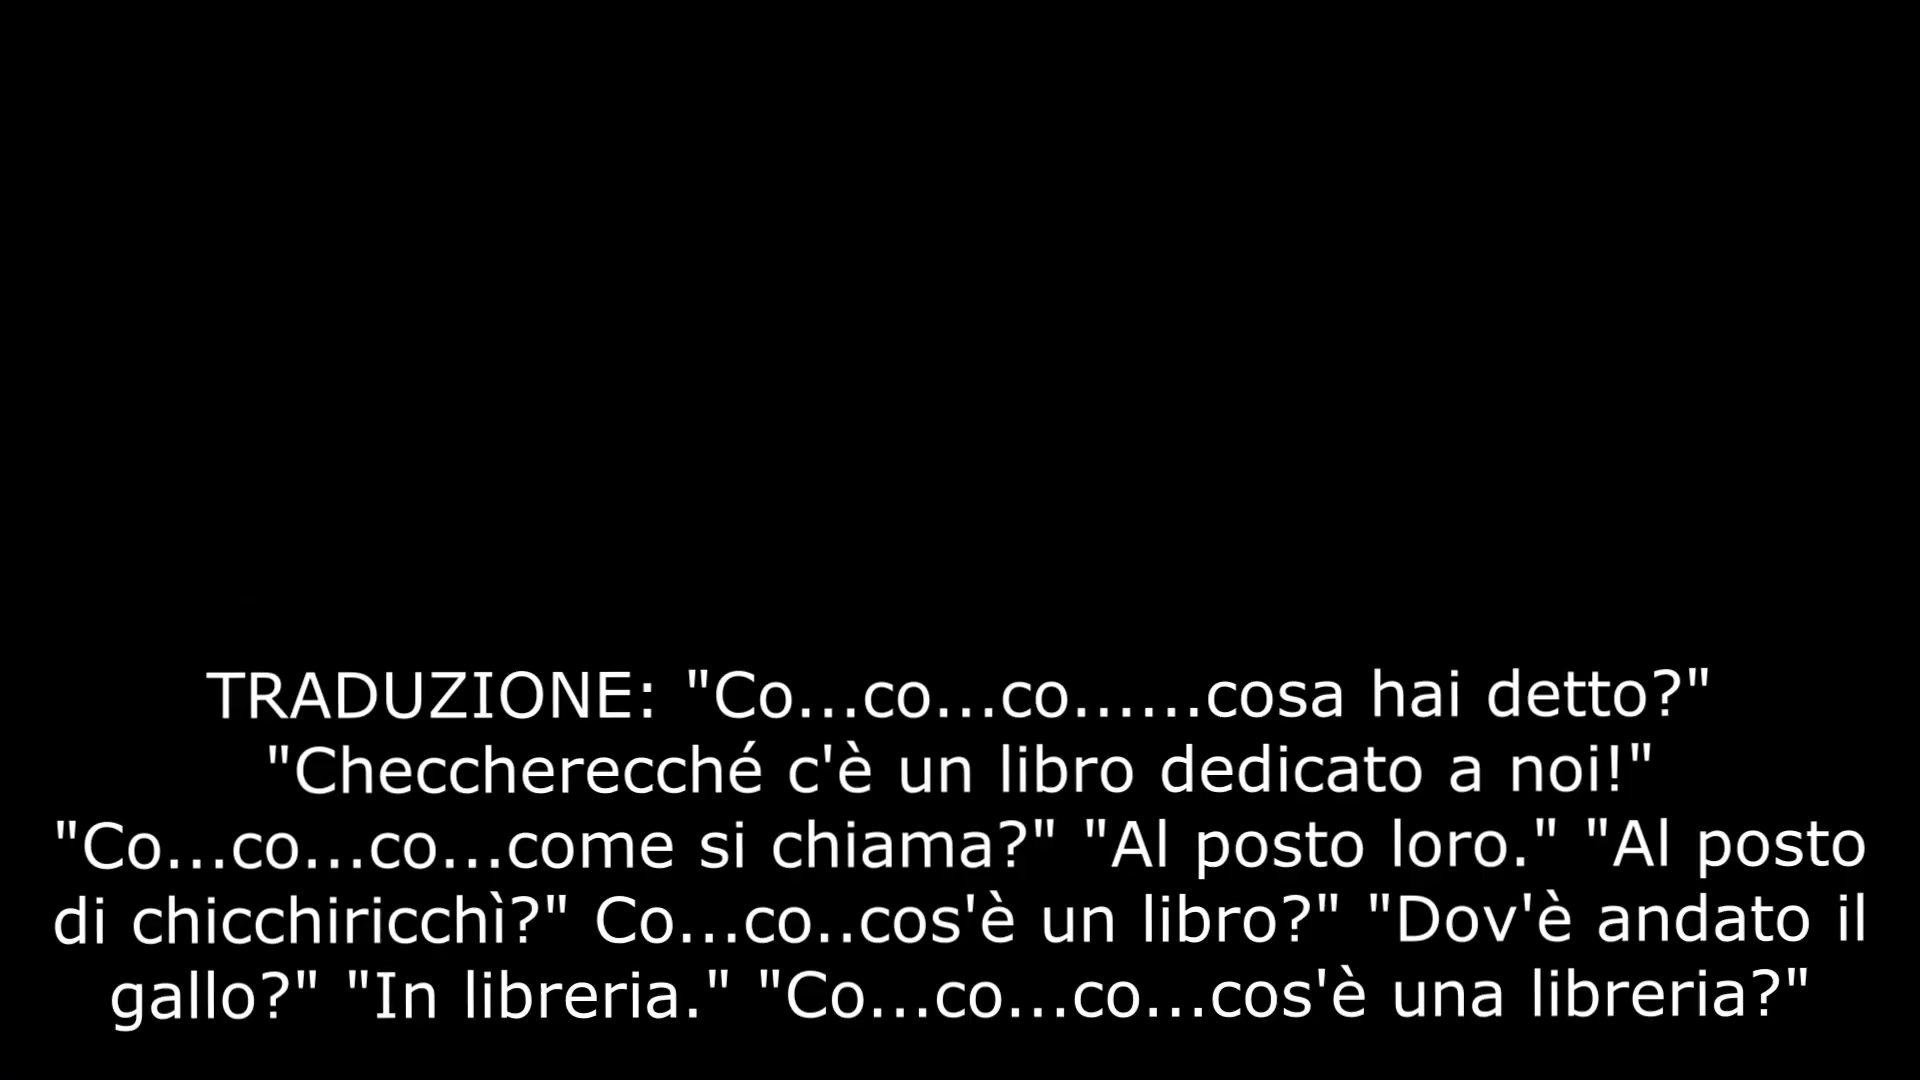 TRADUZIONE: "Co...co...co......cosa hai detto?"
"Checcherecché c'è un libro dedicato a noi!"
"Co...co...co...come si chiama?" "Al posto loro." "Al posto
di chicchiricchì?" Co...co..cos'è un libro?" "Dov'è andato il
gallo?" "In libreria." "Co...co...co...cos'è una libreria?"